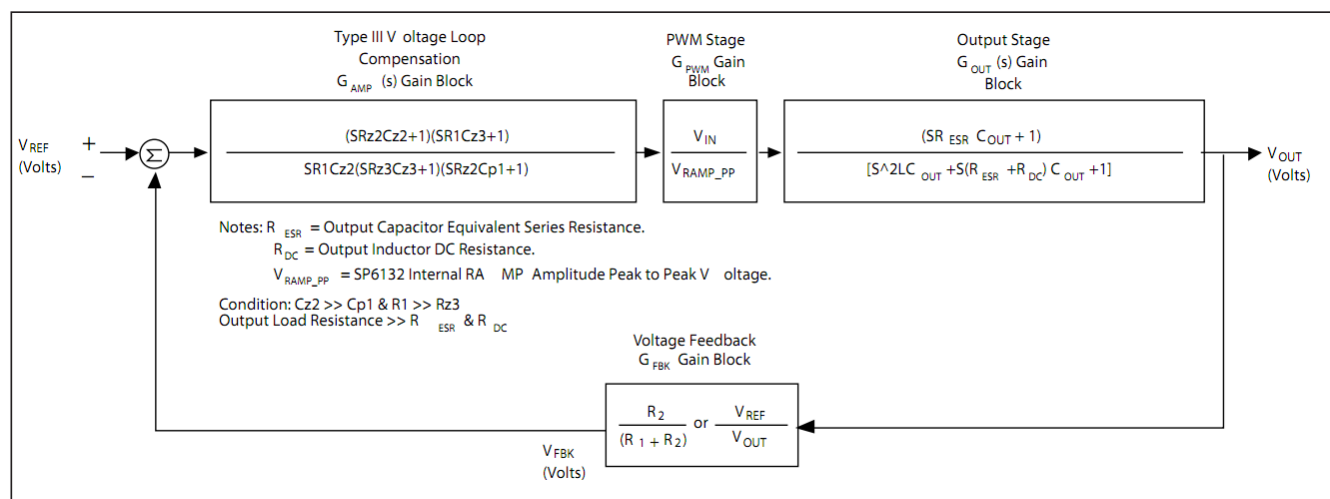 Type III V oltage Loop
Compensation
G AMP (s) Gain Block
PWM Stage
G PWM Gain
Block
Output Stage
G OUT (s) Gain
Block
VREF
(Volts)
+
−
Σ
(SRz2Cz2+1)(SR1Cz3+1)
SR1Cz2(SRz3Cz3+1)(SRz2Cp1+1)
V IN
V RAMP_PP
(SR ESR C OUT + 1)
[S^2LC OUT +S(R ESR +R DC) C OUT +1]
VOUT
(Volts)
Notes: R ESR = Output Capacitor Equivalent Series Resistance.
R DC = Output Inductor DC Resistance.
V RAMP_PP = SP6132 Internal RA MP Amplitude Peak to Peak V oltage.
Condition: Cz2 >> Cp1 & R1 >> Rz3
Output Load Resistance >> R ESR & R DC
Voltage Feedback
G FBK Gain Block
R 2
(R 1 + R 2)
or
V REF
V OUT
VFBK
(Volts)